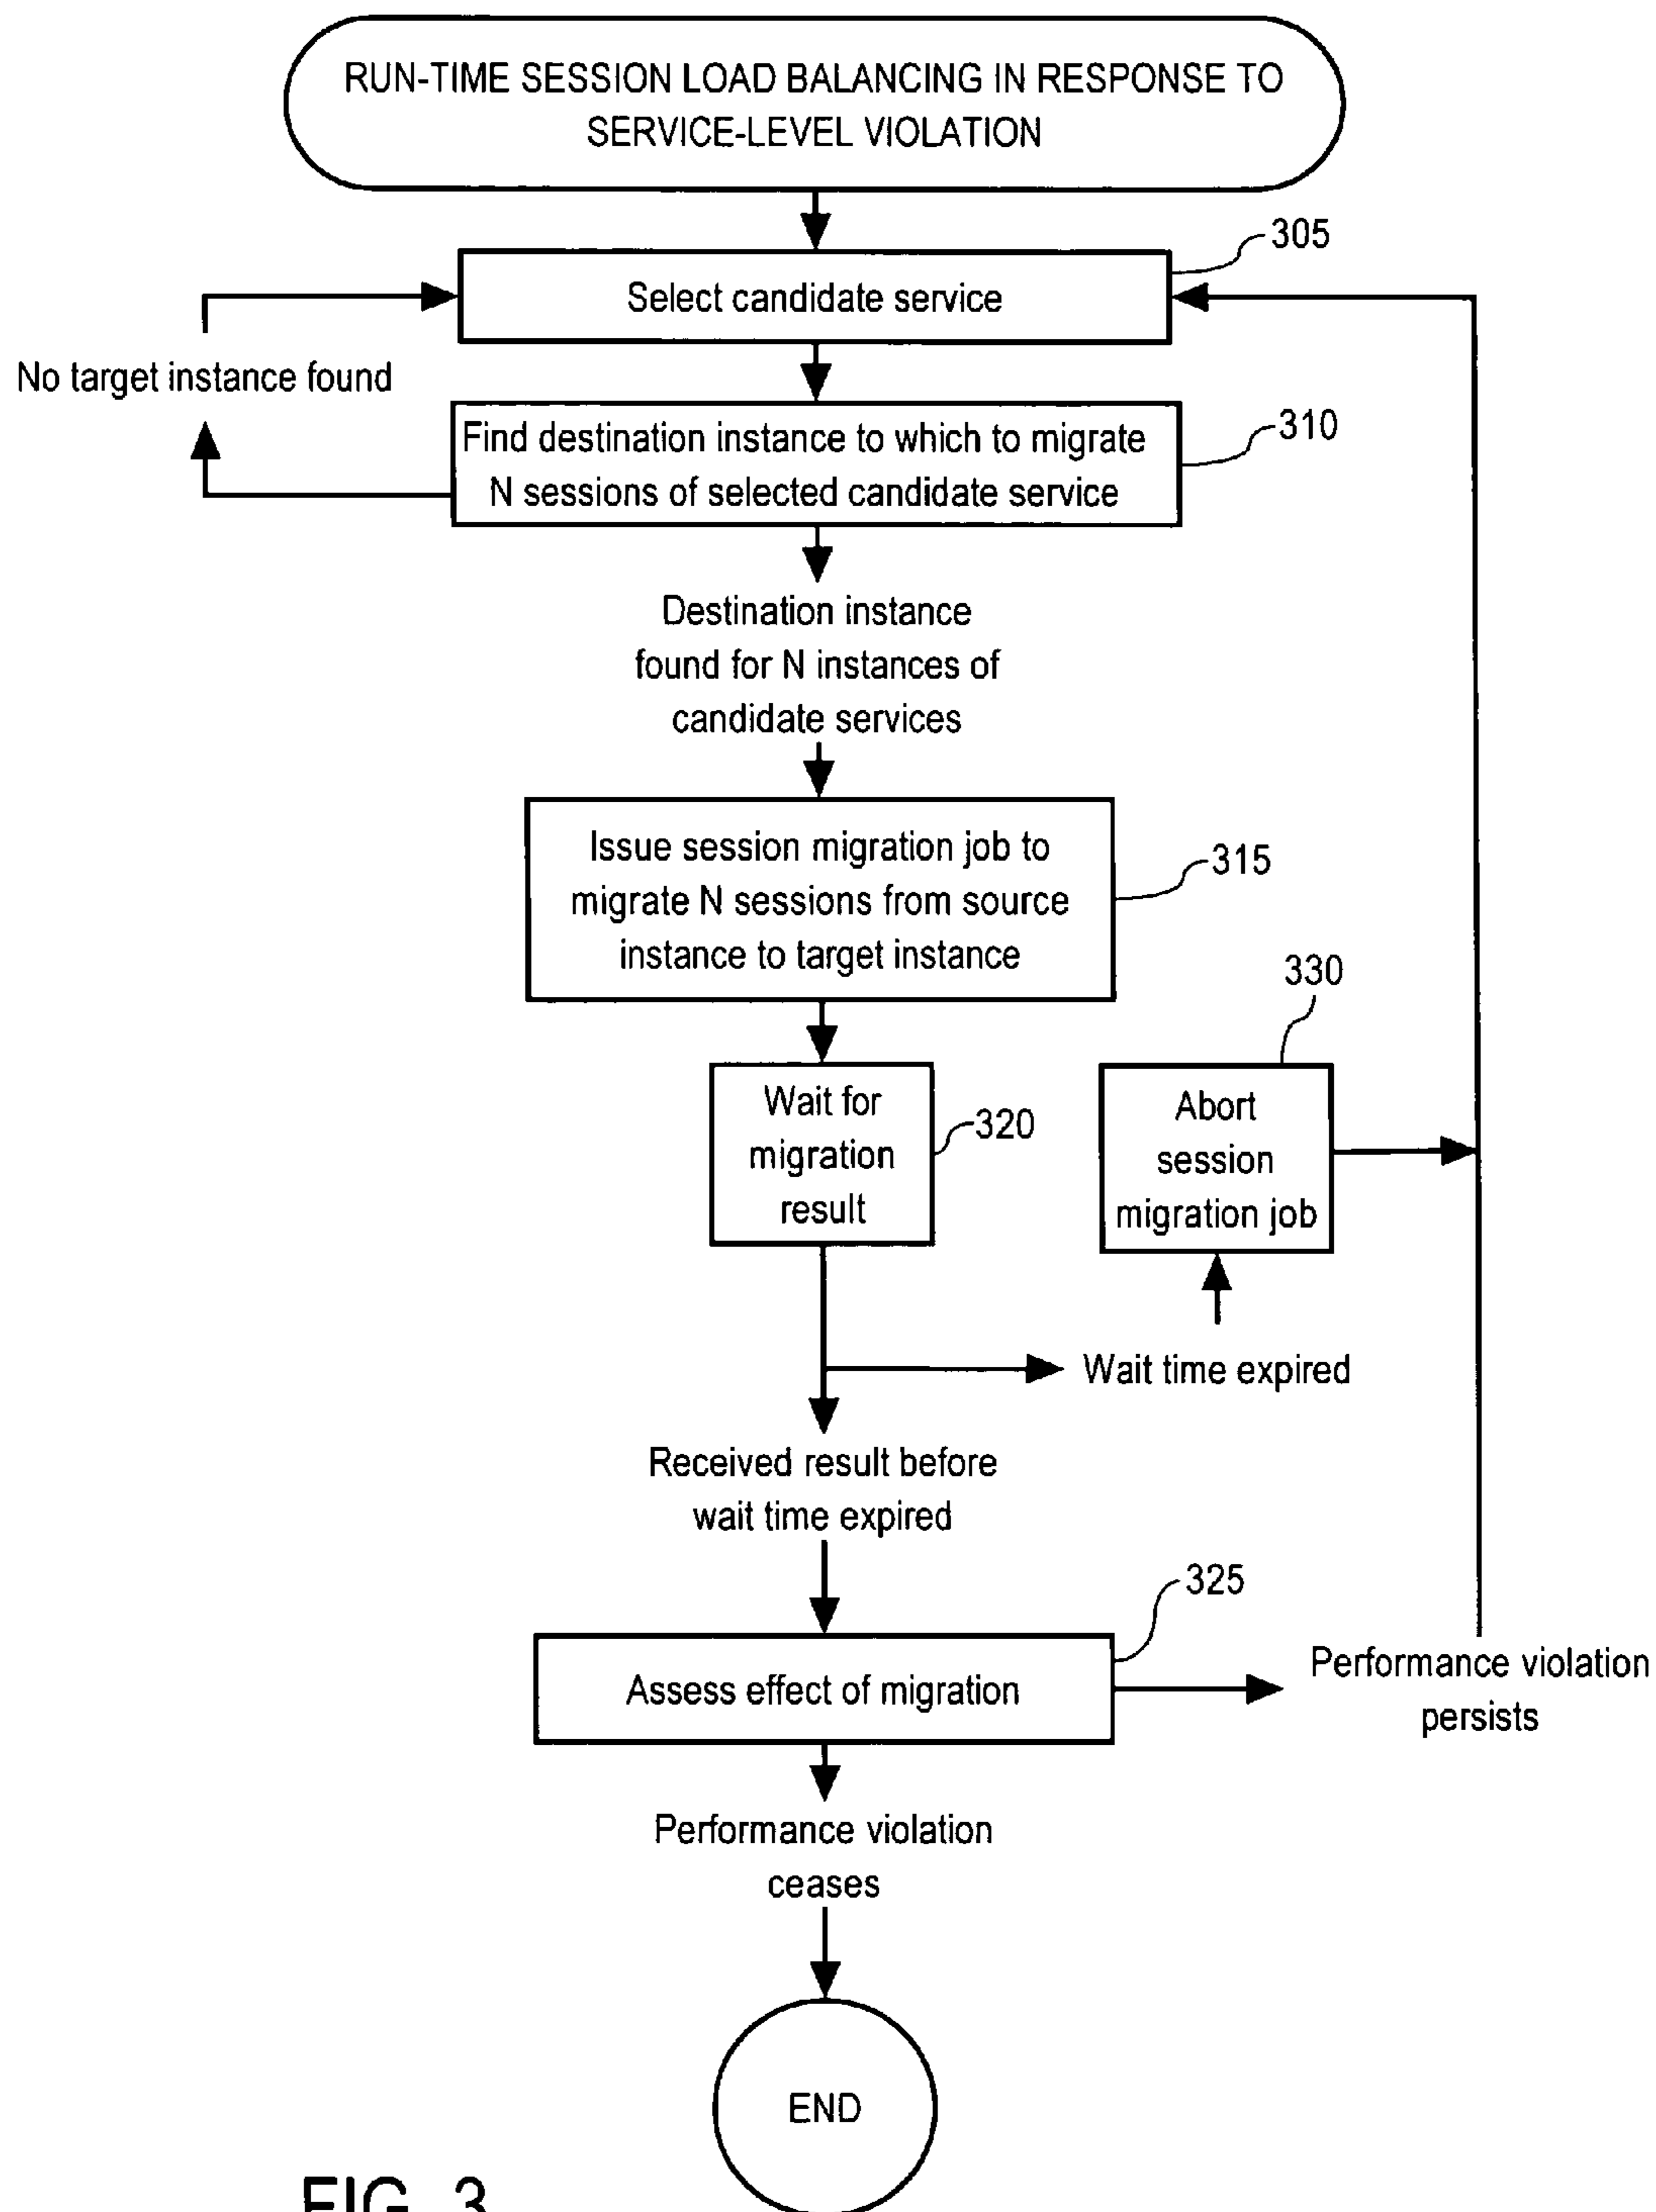 RUN-TIME SESSION LOAD BALANCING IN RESPONSE TO
SERVICE-LEVEL VIOLATION
305
Select candidate service
No target instance found
310
Find destination instance to which to migrate
N sessions of selected candidate service
Destination instance
found for N instances of
candidate services
Issue session migration job to
migrate N sessions from source
instance to target instance
315
330
Wait for
migration
result
320
Abort
session
migration job
Wait time expired
Received result before
wait time expired
325
Assess effect of migration
Performance violation
persists
Performance violation
ceases
END
FIG. 3